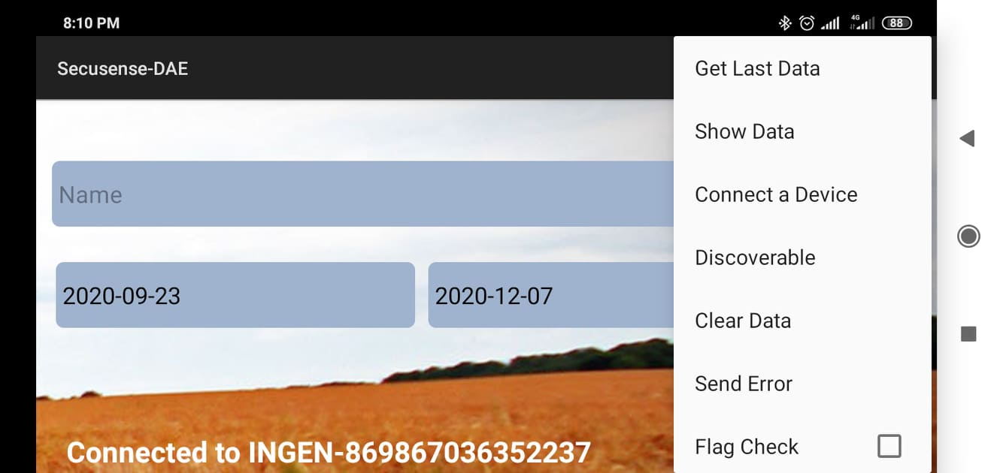 8:10 PM
4G
88
Secusense-DAE
Get Last Data
Show Data
Name
Connect a Device
Discoverable
2020-09-23
2020-12-07
Clear Data
Send Error
Connected to INGEN-869867036352237
Flag Check